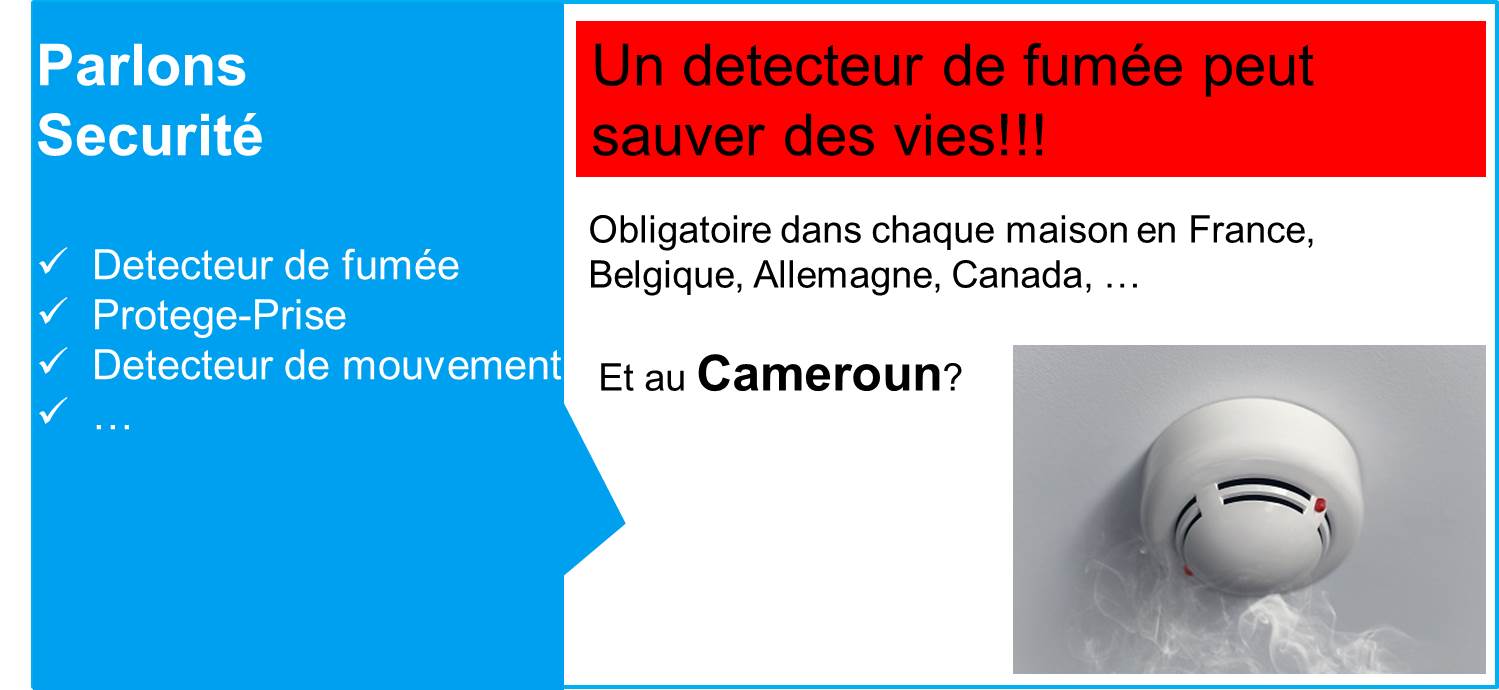 Parlons
Securité
✓ Detecteur de fumée
✓ Protege-Prise
✓ Detecteur de mouvement
✓ …
Un detecteur de fumée peut
sauver des vies!!!
Obligatoire dans chaque maison en France,
Belgique, Allemagne, Canada, …
Et au Cameroun?